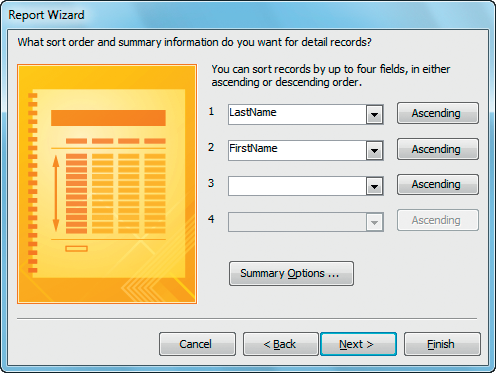 Report Wizard
What sort order and summary information do you want for detail records?
You can sort records by up to four fields, in either
ascending or descending order.
1 LastName Ascending
2 FirstName Ascending
3 Ascending
4 Ascending
Summary Options ...
Cancel < Back Next > Finish